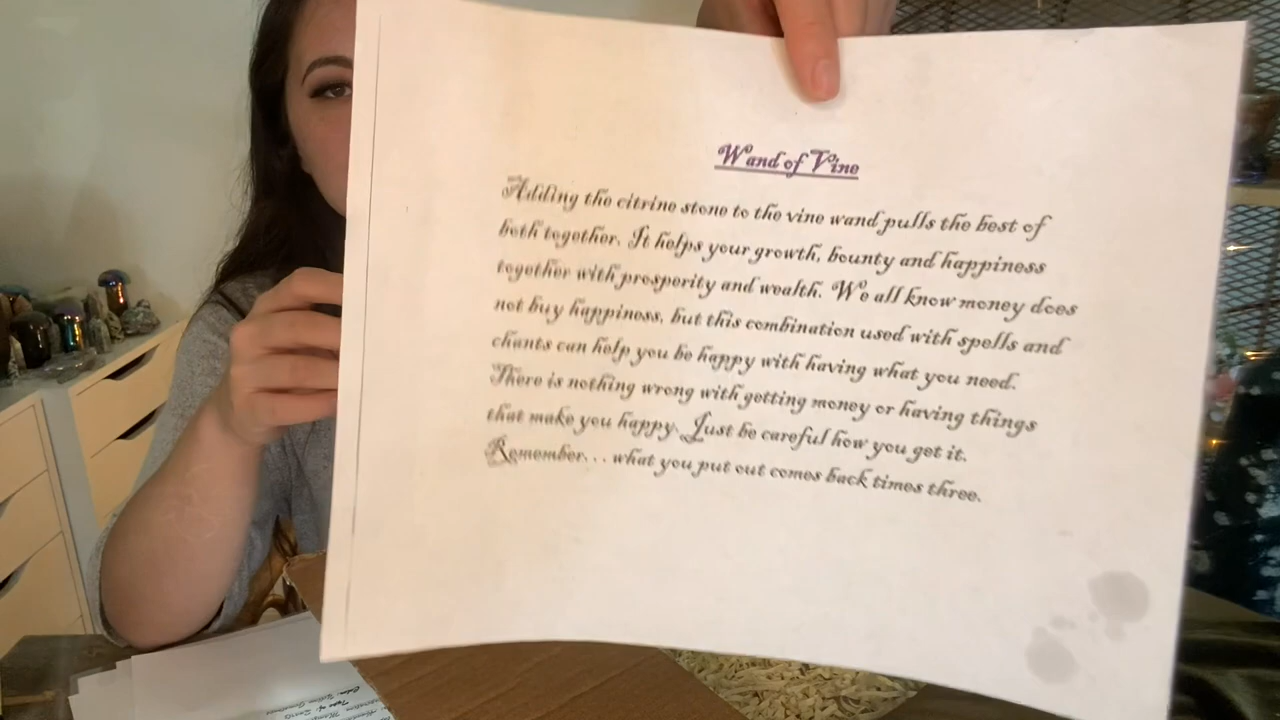 Wand of Vine
Adding the citrine stone to the vine wand pulls the best of
both together. It helps your growth, bounty and happiness
together with prosperity and wealth. We all know money does
not buy happiness, but this combination used with spells and
chants can help you be happy with having what you need.
There is nothing wrong with getting money or having things
that make you happy. Just be careful how you get it.
Remember... what you put out comes back times three.